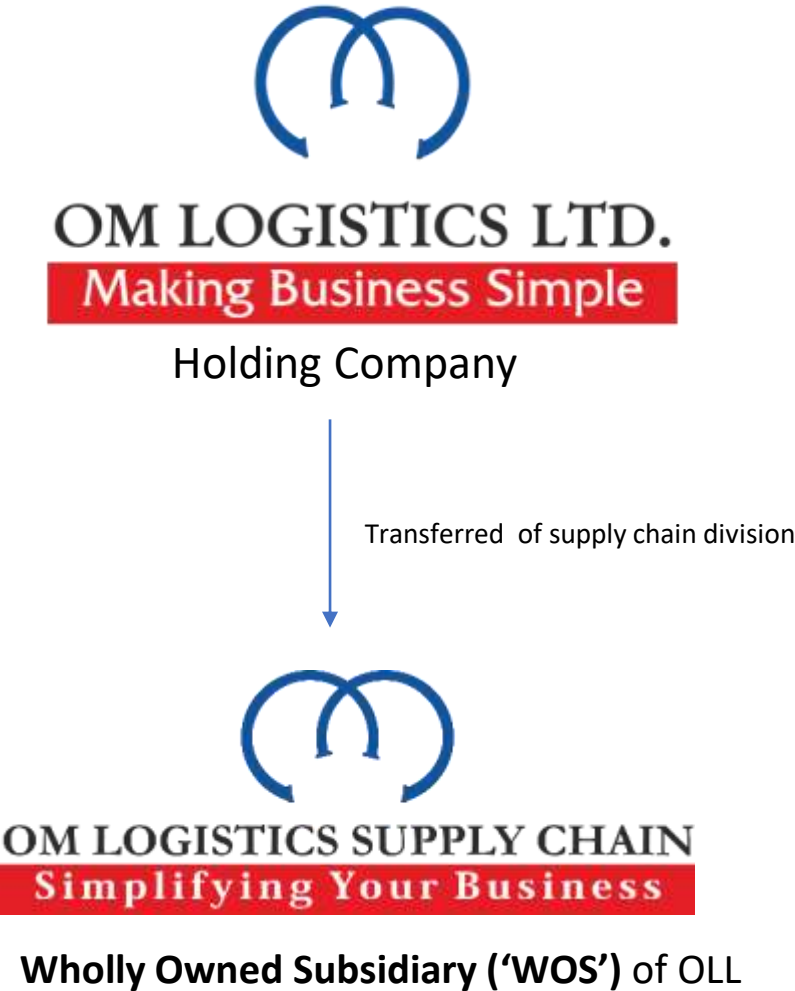 OM LOGISTICS LTD.
Making Business Simple
Holding Company
Transferred of supply chain division
OM LOGISTICS SUPPLY CHAIN
Simplifying Your Business
Wholly Owned Subsidiary (‘WOS’) of OLL